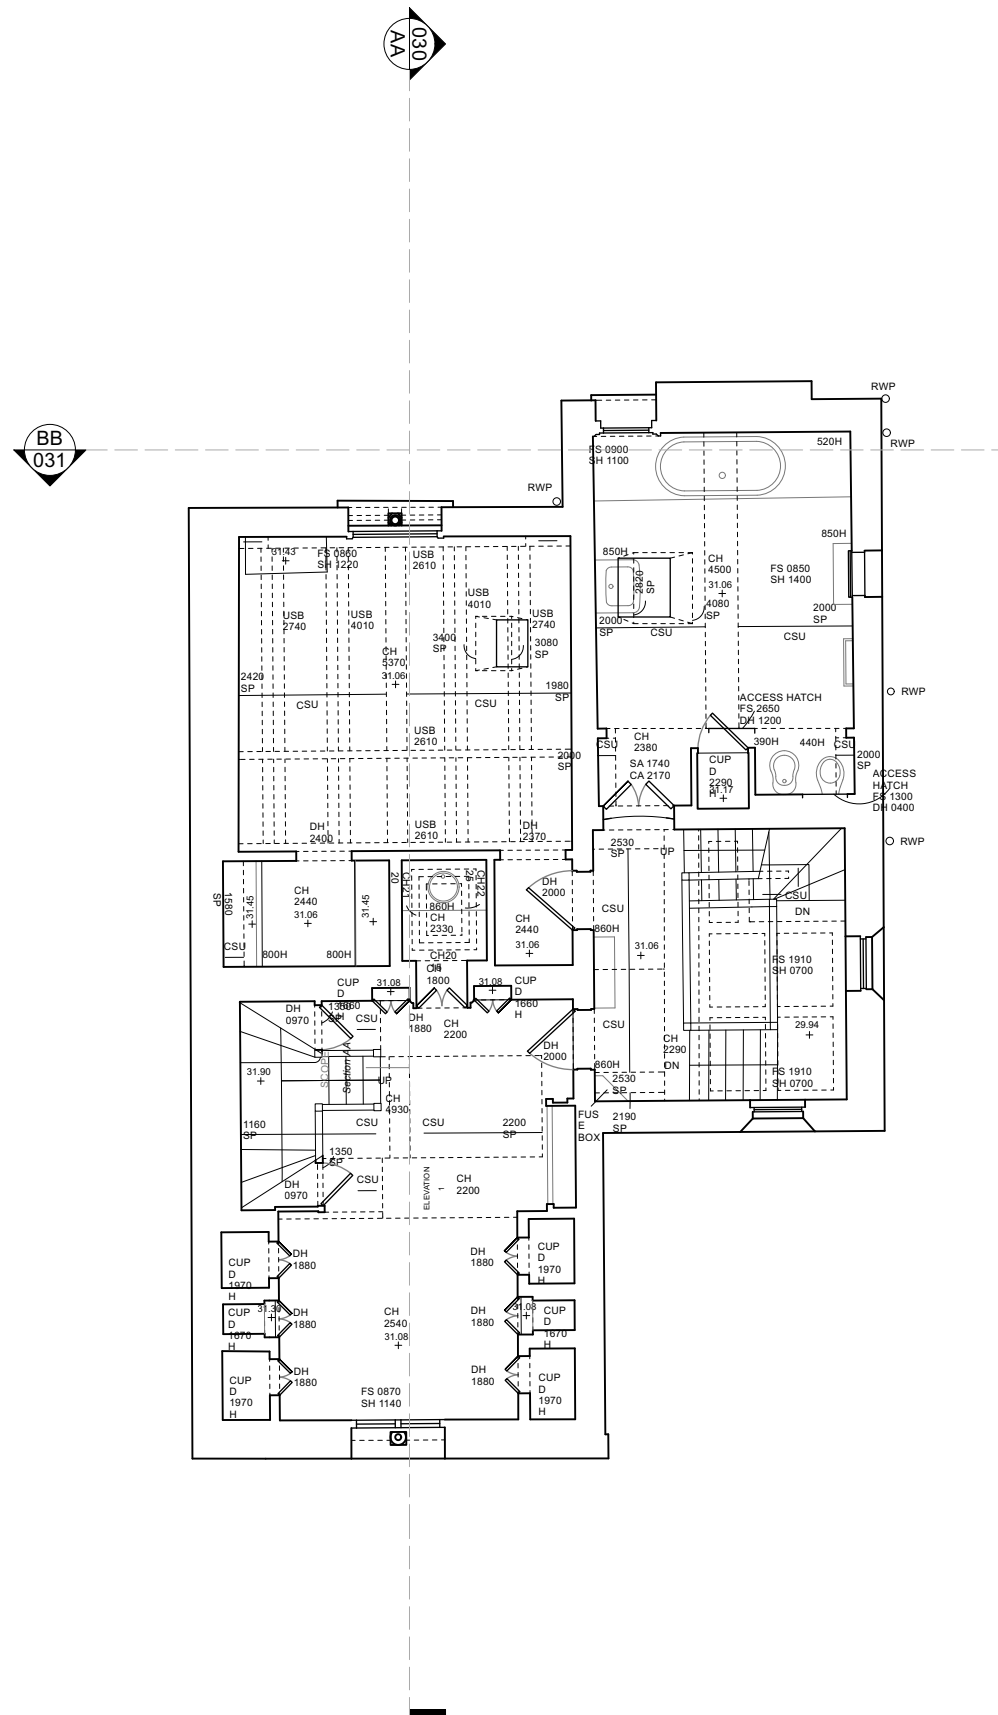 030
AA
BB
031
RWP
RWP
RWP
FS 0900
SH 1100
520H
850H
850H
CH
4500
31.06
4080
SP
FS 0850
SH 1400
2820
SP
2000
SP
CSU
2000
SP
CSU
31.43
FS 0860
SH 1220
USB
2610
USB
4010
USB
2740
USB
4010
USB
2740
3400
SP
3080
SP
CH
5370
31.06
2420
SP
1980
SP
CSU
CSU
USB
2610
2000
SP
DH
2400
USB
2610
DH
2370
RWP
ACCESS HATCH
FS 2650
DH 1200
CSU
CH
2380
390H
440H
CSU
2000
SP
SA 1740
CA 2170
CUP
D
2290
H
31.17
ACCESS
HATCH
FS 1300
DH 0400
RWP
2530
SP
UP
1580
SP
31.45
CH
2440
31.06
31.45
CSU
800H
800H
860H
CH
2330
DH
2000
CH
2440
31.06
CSU
860H
31.06
CSU
DN
FS 1910
SH 0700
CUP
D
31.08
CH
1800
31.08
CUP
D
1660
H
DH
0970
1350
SP
CSU
DH
1880
CH
2200
DH
2000
CSU
29.94
CH
2290
DN
860H
FS 1910
SH 0700
2530
SP
SCOPE
Section AA
31.90
UP
CH
4930
1160
SP
CSU
CSU
2200
SP
FUS
E
BOX
2190
SP
1350
SP
DH
0970
CSU
ELEVATION
CH
2200
CUP
D
1970
H
DH
1880
DH
1880
CUP
D
1970
H
CUP
D
1670
H
DH
1880
CH
2540
31.08
DH
1880
CUP
D
1670
H
CUP
D
1970
H
DH
1880
DH
1880
CUP
D
1970
H
FS 0870
SH 1140